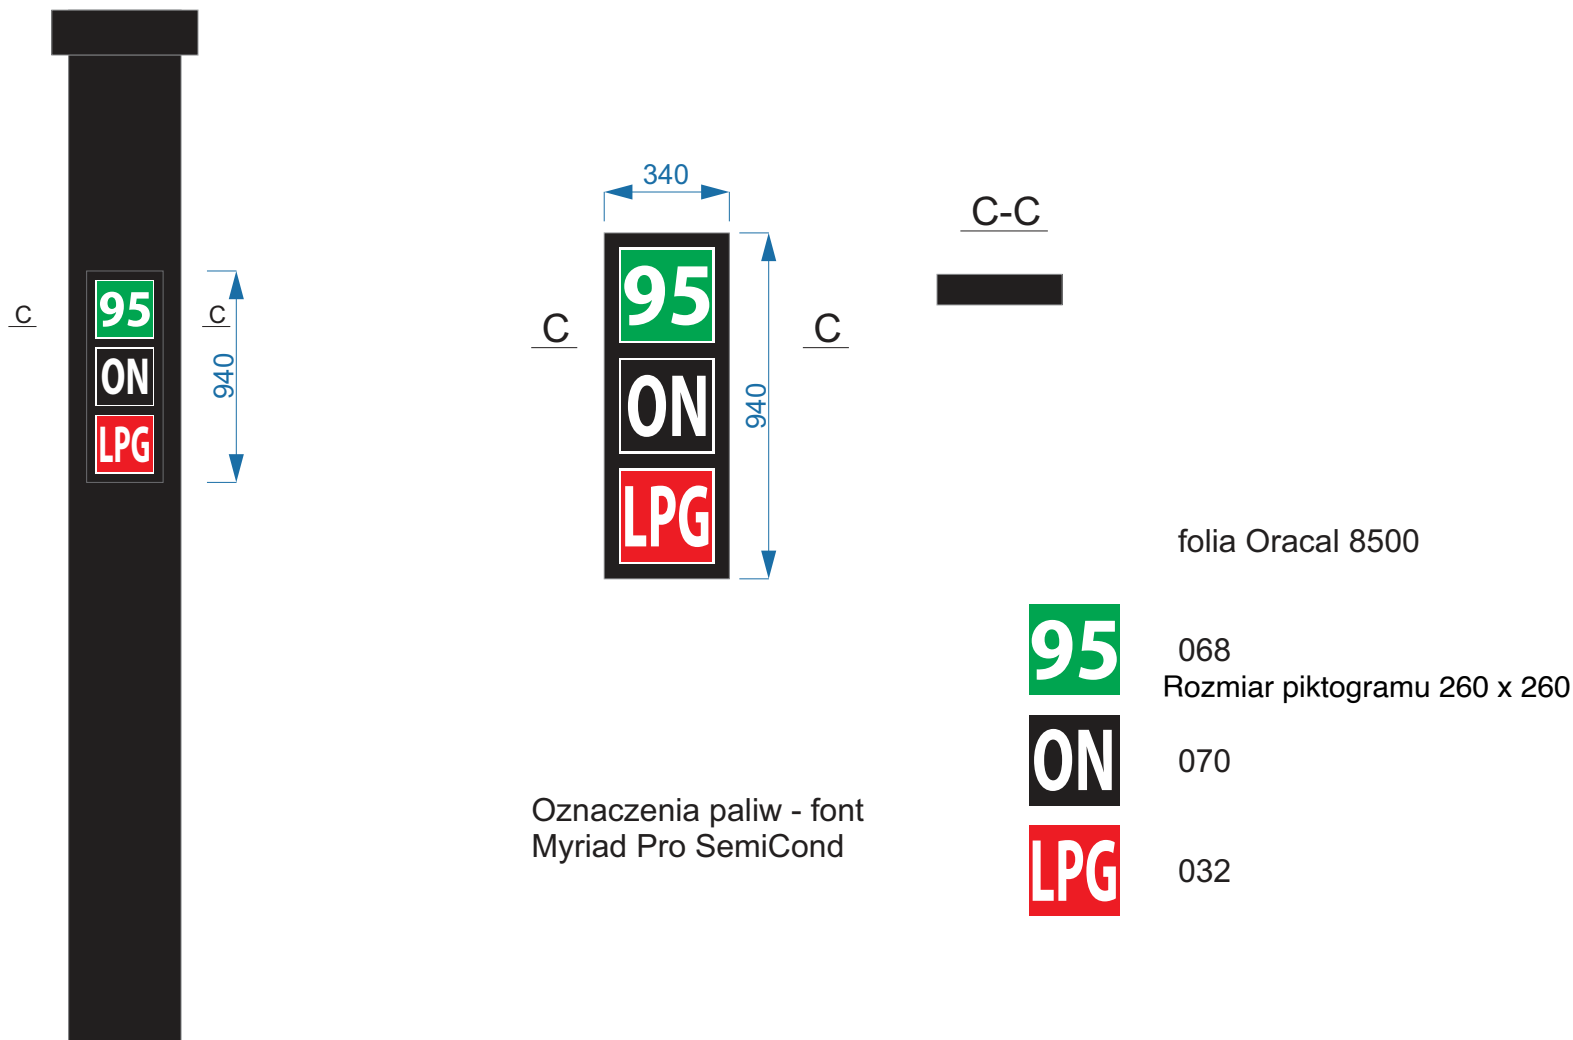 C
95
ON
LPG
C
940
340
C
95
ON
LPG
C
940
C-C
folia Oracal 8500
95
068
Rozmiar piktogramu 260 x 260
ON
070
LPG
032
Oznaczenia paliw - font
Myriad Pro SemiCond